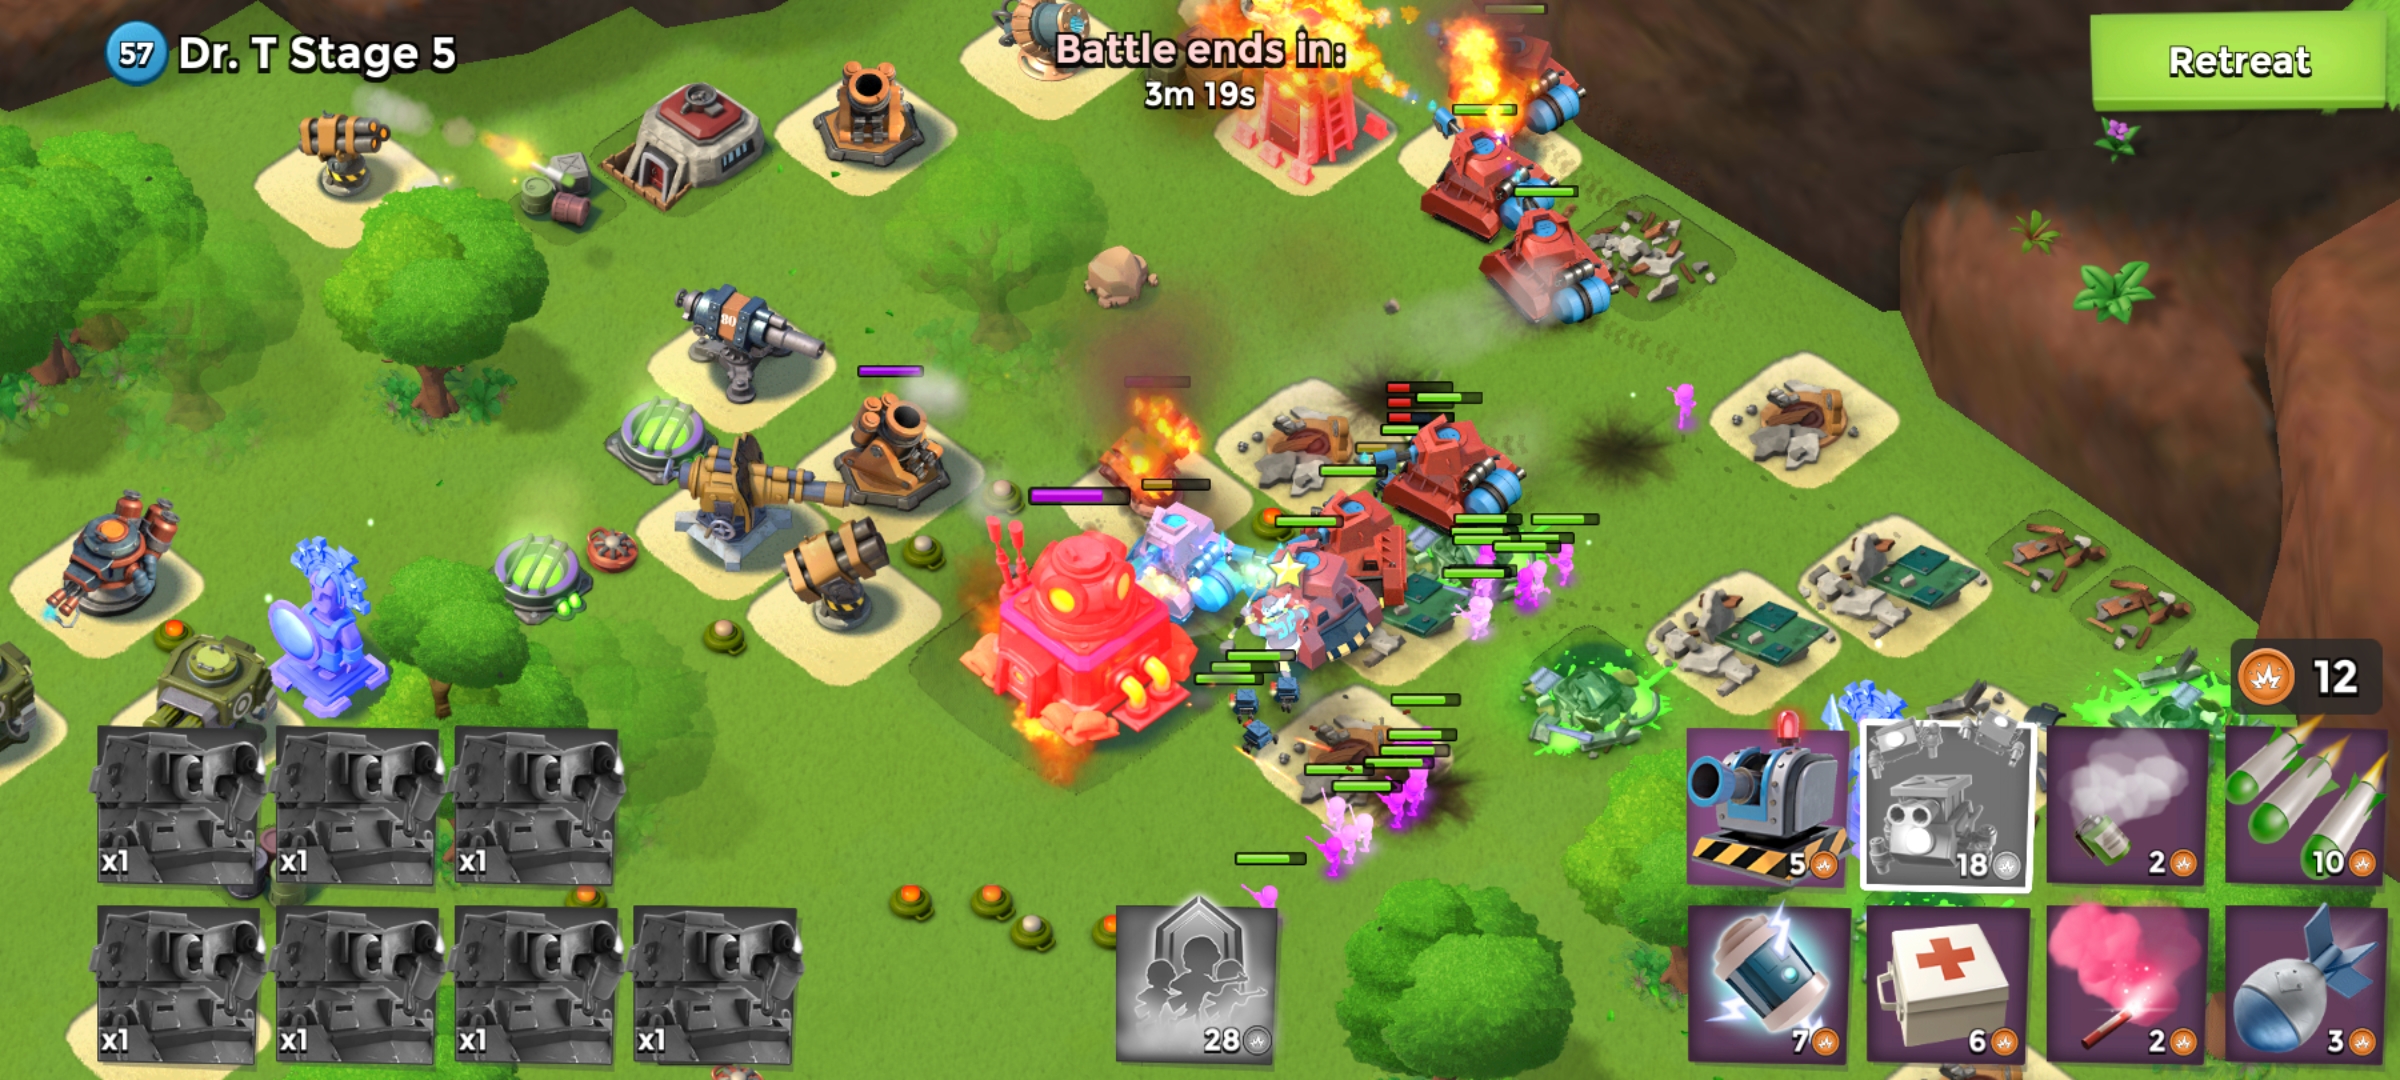 57 Dr. T Stage 5
Battle ends in:
3m 19s
Retreat
80
12
x1 x1 x1
5 18 2 10
x1 x1 x1 x1
28
7 6 2 3